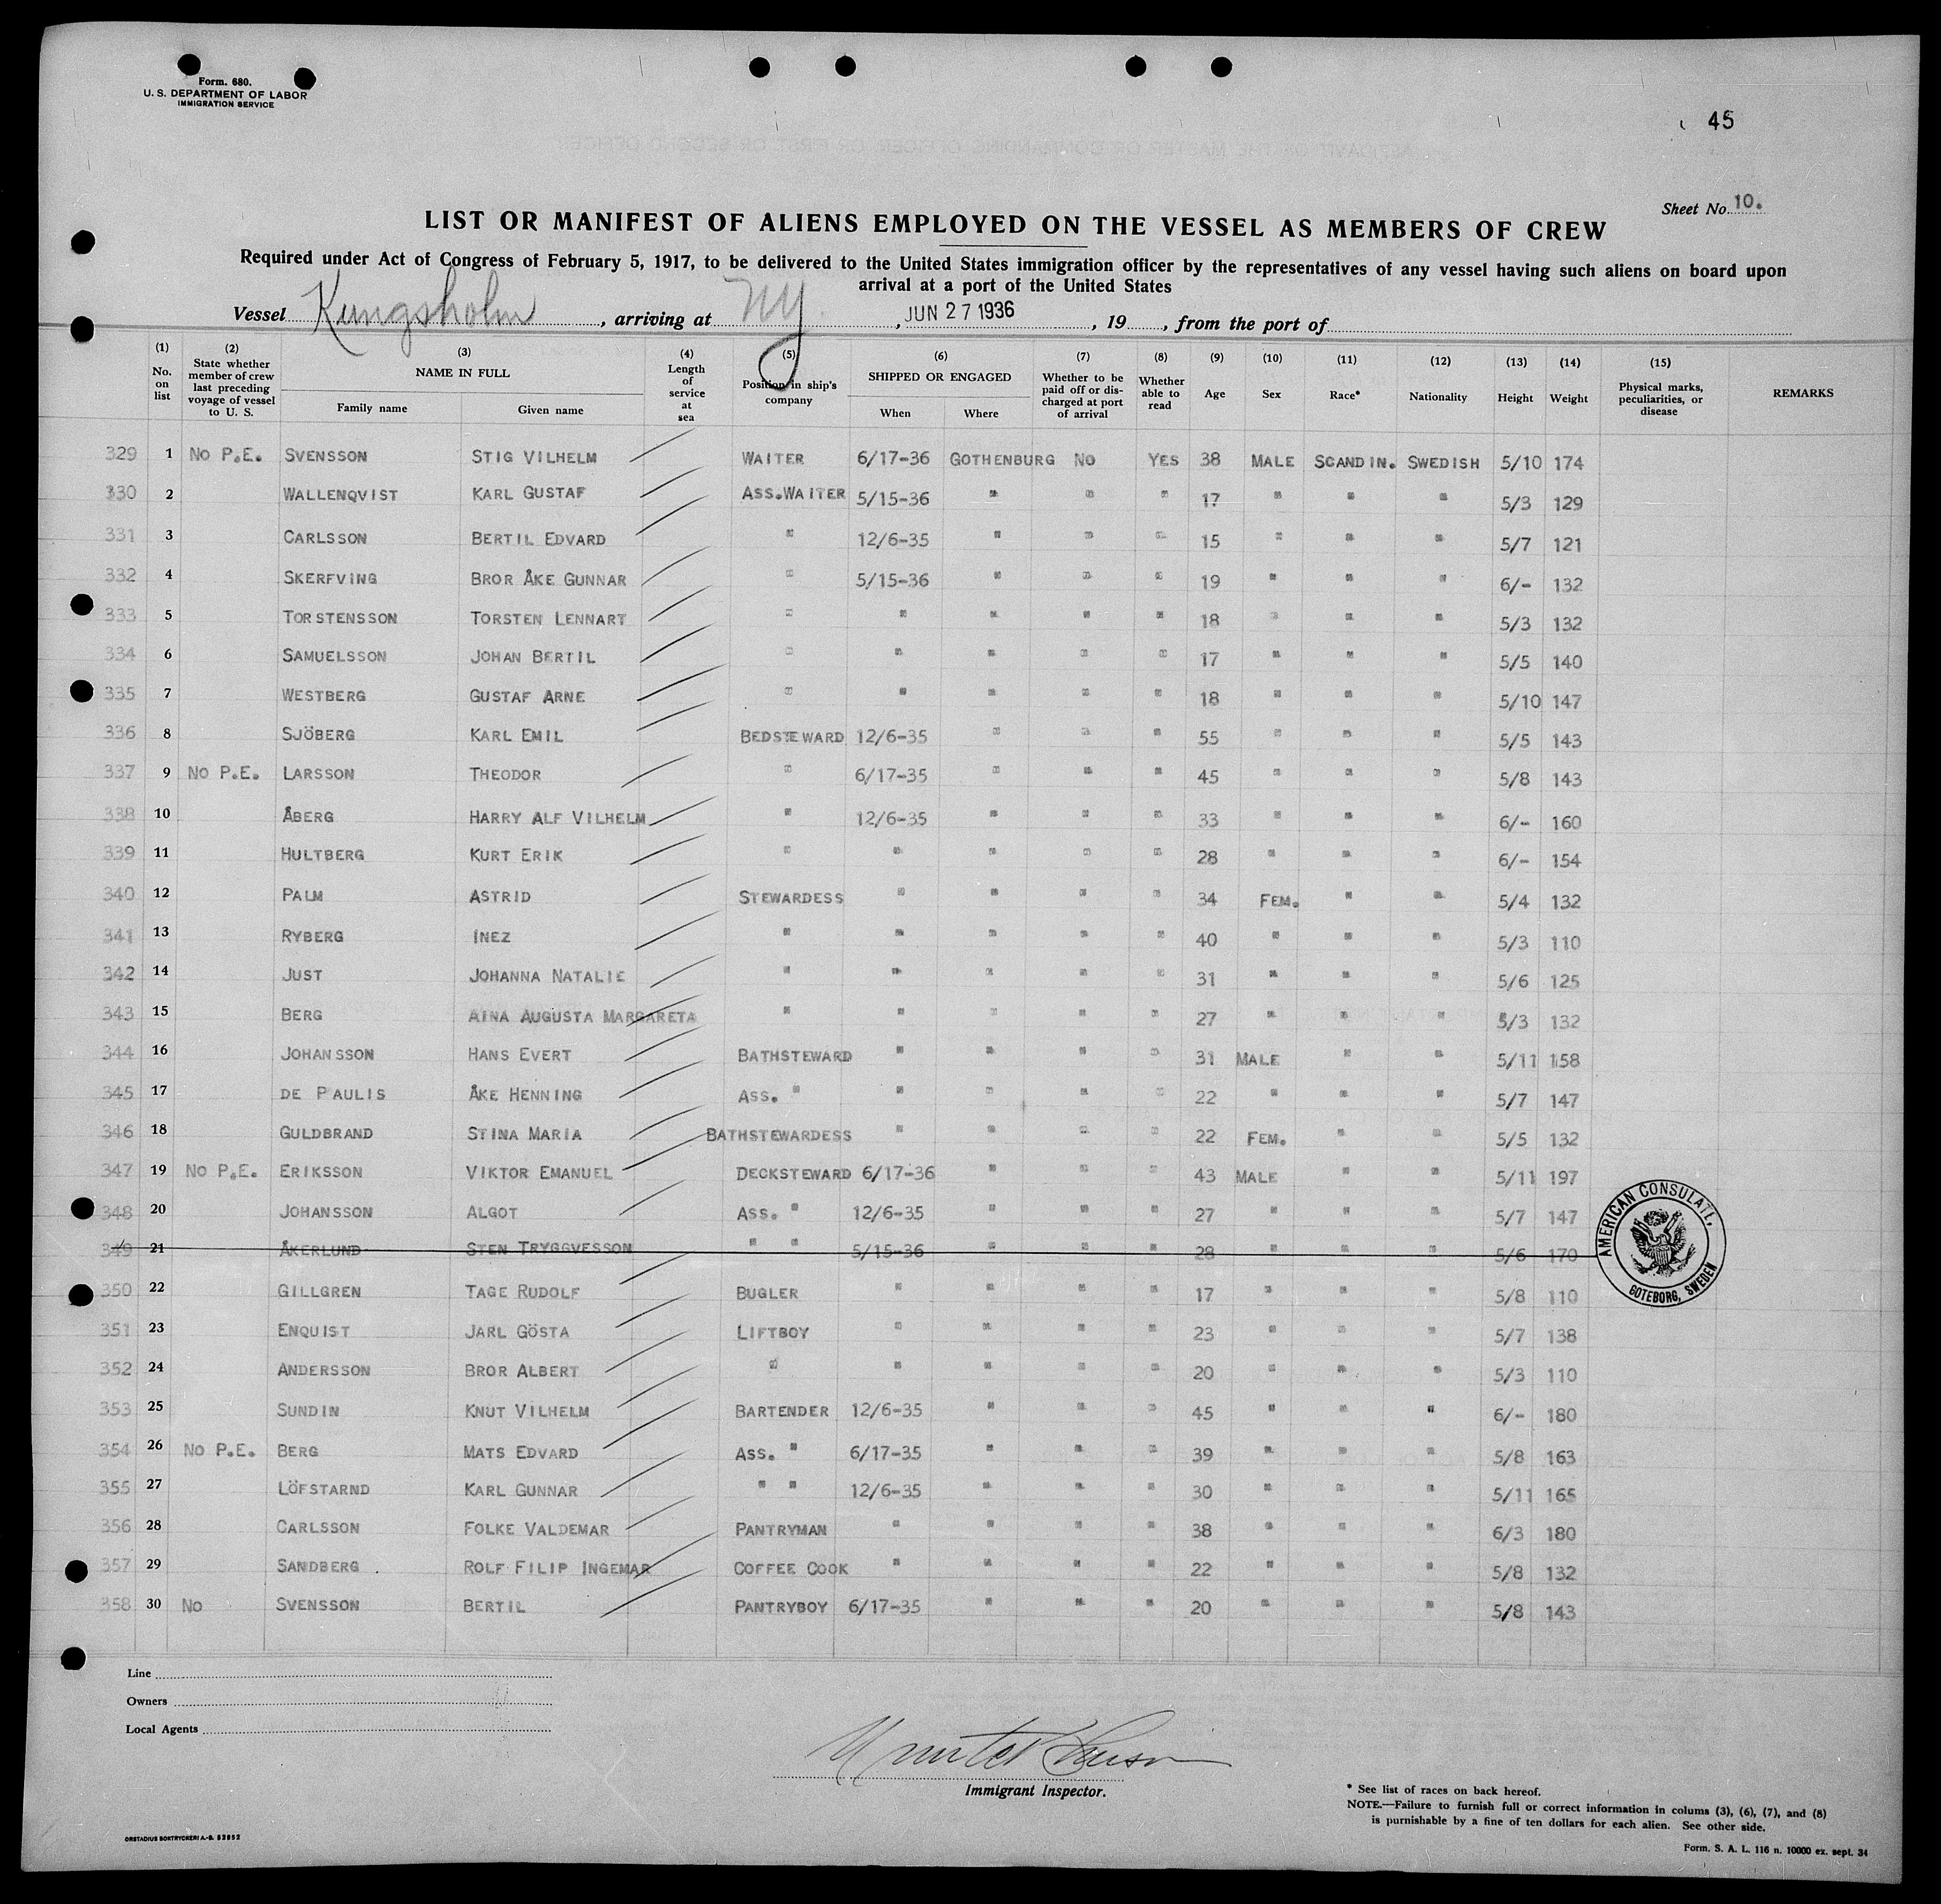 Form. 680.
U. S. DEPARTMENT OF LABOR
IMMIGRATION SERVICE
45
Sheet No. 10.
LIST OR MANIFEST OF ALIENS EMPLOYED ON THE VESSEL AS MEMBERS OF CREW
Required under Act of Congress of February 5, 1917, to be delivered to the United States immigration officer by the representatives of any vessel having such aliens on board upon
arrival at a port of the United States
Vessel Kungsholm, arriving at NY, JUN 27 1936, 19, from the port of
(1) No. on list (2) State whether member of crew last preceding voyage of vessel to U. S. (3) NAME IN FULL Family name Given name (4) Length of service at sea (5) Position in ship's company (6) SHIPPED OR ENGAGED When Where (7) Whether to be paid off or discharged at port of arrival (8) Whether able to read (9) Age (10) Sex (11) Race* (12) Nationality (13) Height (14) Weight (15) Physical marks, peculiarities, or disease REMARKS
329 1 NO P.E. SVENSSON STIG VILHELM WAITER 6/17-36 GOTHENBURG NO YES 38 MALE SCANDIN. SWEDISH 5/10 174
330 2 WALLENQVIST KARL GUSTAF ASS.WAITER 5/15-36 " " " 17 " " " 5/3 129
331 3 CARLSSON BERTIL EDVARD " 12/6-35 " " " 15 " " " 5/7 121
332 4 SKERFVING BROR ÅKE GUNNAR " 5/15-36 " " " 19 " " " 6/- 132
333 5 TORSTENSSON TORSTEN LENNART " " " " " 18 " " " 5/3 132
334 6 SAMUELSSON JOHAN BERTIL " " " " " 17 " " " 5/5 140
335 7 WESTBERG GUSTAF ARNE " " " " " 18 " " " 5/10 147
336 8 SJÖBERG KARL EMIL BEDSTEWARD 12/6-35 " " " 55 " " " 5/5 143
337 9 NO P.E. LARSSON THEODOR " 6/17-35 " " " 45 " " " 5/8 143
338 10 ÅBERG HARRY ALF VILHELM " 12/6-35 " " " 33 " " " 6/- 160
339 11 HULTBERG KURT ERIK " " " " " 28 " " " 6/- 154
340 12 PALM ASTRID STEWARDESS " " " " 34 FEM. " " 5/4 132
341 13 RYBERG INEZ " " " " " 40 " " " 5/3 110
342 14 JUST JOHANNA NATALIE " " " " " 31 " " " 5/6 125
343 15 BERG AINA AUGUSTA MARGARETA " " " " " 27 " " " 5/3 132
344 16 JOHANSSON HANS EVERT BATHSTEWARD " " " " 31 MALE " " 5/11 158
345 17 DE PAULIS ÅKE HENNING ASS. " " " " " 22 " " " 5/7 147
346 18 GULDBRAND STINA MARIA BATHSTEWARDESS " " " " 22 FEM. " " 5/5 132
347 19 NO P.E. ERIKSSON VIKTOR EMANUEL DECKSTEWARD 6/17-36 " " " 43 MALE " " 5/11 197
348 20 JOHANSSON ALGOT ASS. " 12/6-35 " " " 27 " " " 5/7 147
349 21 ÅKERLUND STEN TRYGGVESSON " " 5/15-36 " " " 28 " " " 5/6 170
350 22 GILLGREN TAGE RUDOLF BUGLER " " " " 17 " " " 5/8 110
351 23 ENQUIST JARL GÖSTA LIFTBOY " " " " 23 " " " 5/7 138
352 24 ANDERSSON BROR ALBERT " " " " " 20 " " " 5/3 110
353 25 SUNDIN KNUT VILHELM BARTENDER 12/6-35 " " " 45 " " " 6/- 180
354 26 NO P.E. BERG MATS EDVARD ASS. " 6/17-35 " " " 39 " " " 5/8 163
355 27 LÖFSTARND KARL GUNNAR " " 12/6-35 " " " 30 " " " 5/11 165
356 28 CARLSSON FOLKE VALDEMAR PANTRYMAN " " " " 38 " " " 6/3 180
357 29 SANDBERG ROLF FILIP INGEMAR COFFEE COOK " " " " 22 " " " 5/8 132
358 30 NO SVENSSON BERTIL PANTRYBOY 6/17-35 " " " 20 " " " 5/8 143
AMERICAN CONSULATE,
GOTEBORG, SWEDEN
Line
Owners
Local Agents
Immigrant Inspector.
* See list of races on back hereof.
NOTE.—Failure to furnish full or correct information in colums (3), (6), (7), and (8)
is purnishable by a fine of ten dollars for each alien. See other side.
ORSTADIUS BOKTRYCKERI A.-B. 52952
Form. S. A. L. 116 n. 10000 ex. sept. 34